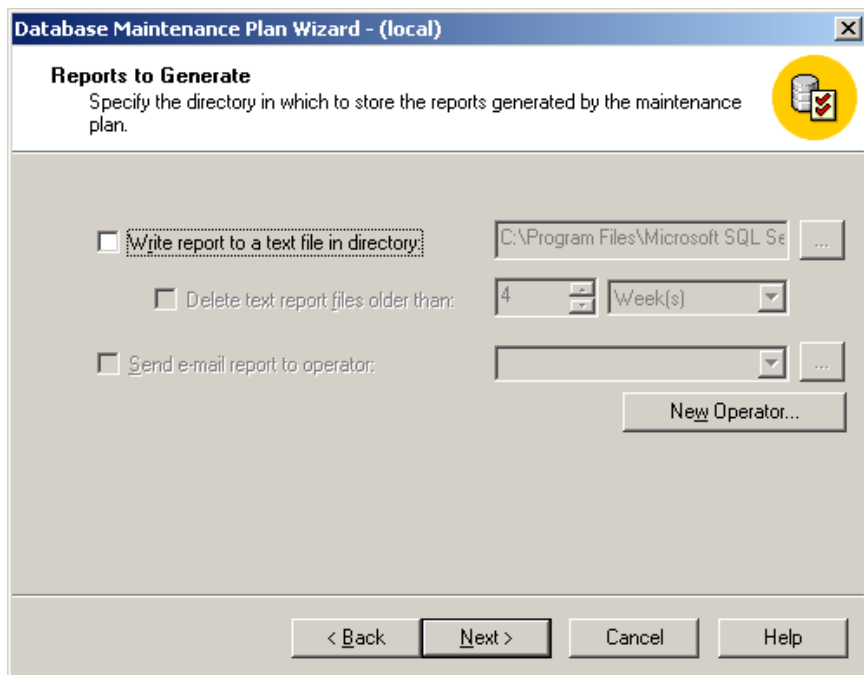 Database Maintenance Plan Wizard - (local)
Reports to Generate
Specify the directory in which to store the reports generated by the maintenance
plan.
Write report to a text file in directory: C:\Program Files\Microsoft SQL Se ...
Delete text report files older than: 4 Week(s)
Send e-mail report to operator: ...
New Operator...
< Back Next > Cancel Help